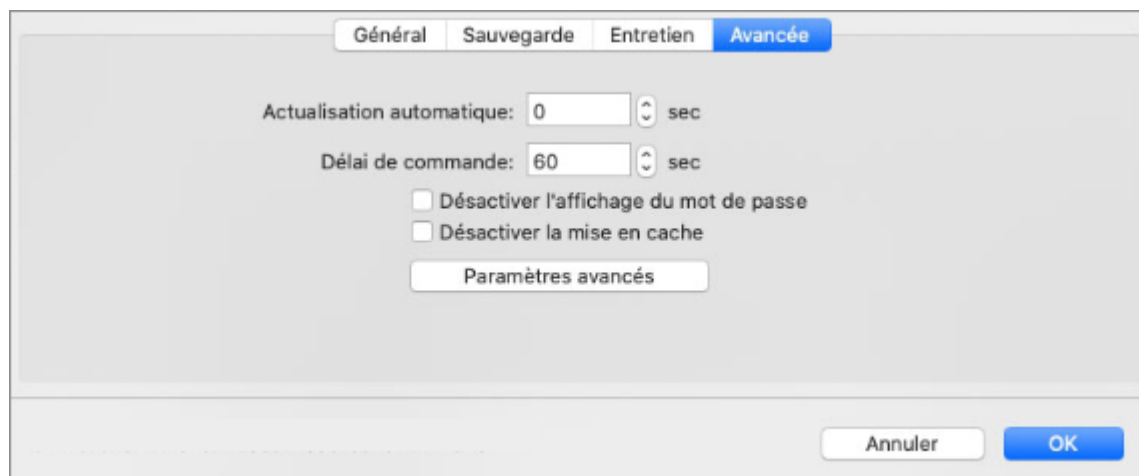 Général Sauvegarde Entretien Avancée
Actualisation automatique: 0 sec
Délai de commande: 60 sec
Désactiver l'affichage du mot de passe
Désactiver la mise en cache
Paramètres avancés
Annuler OK